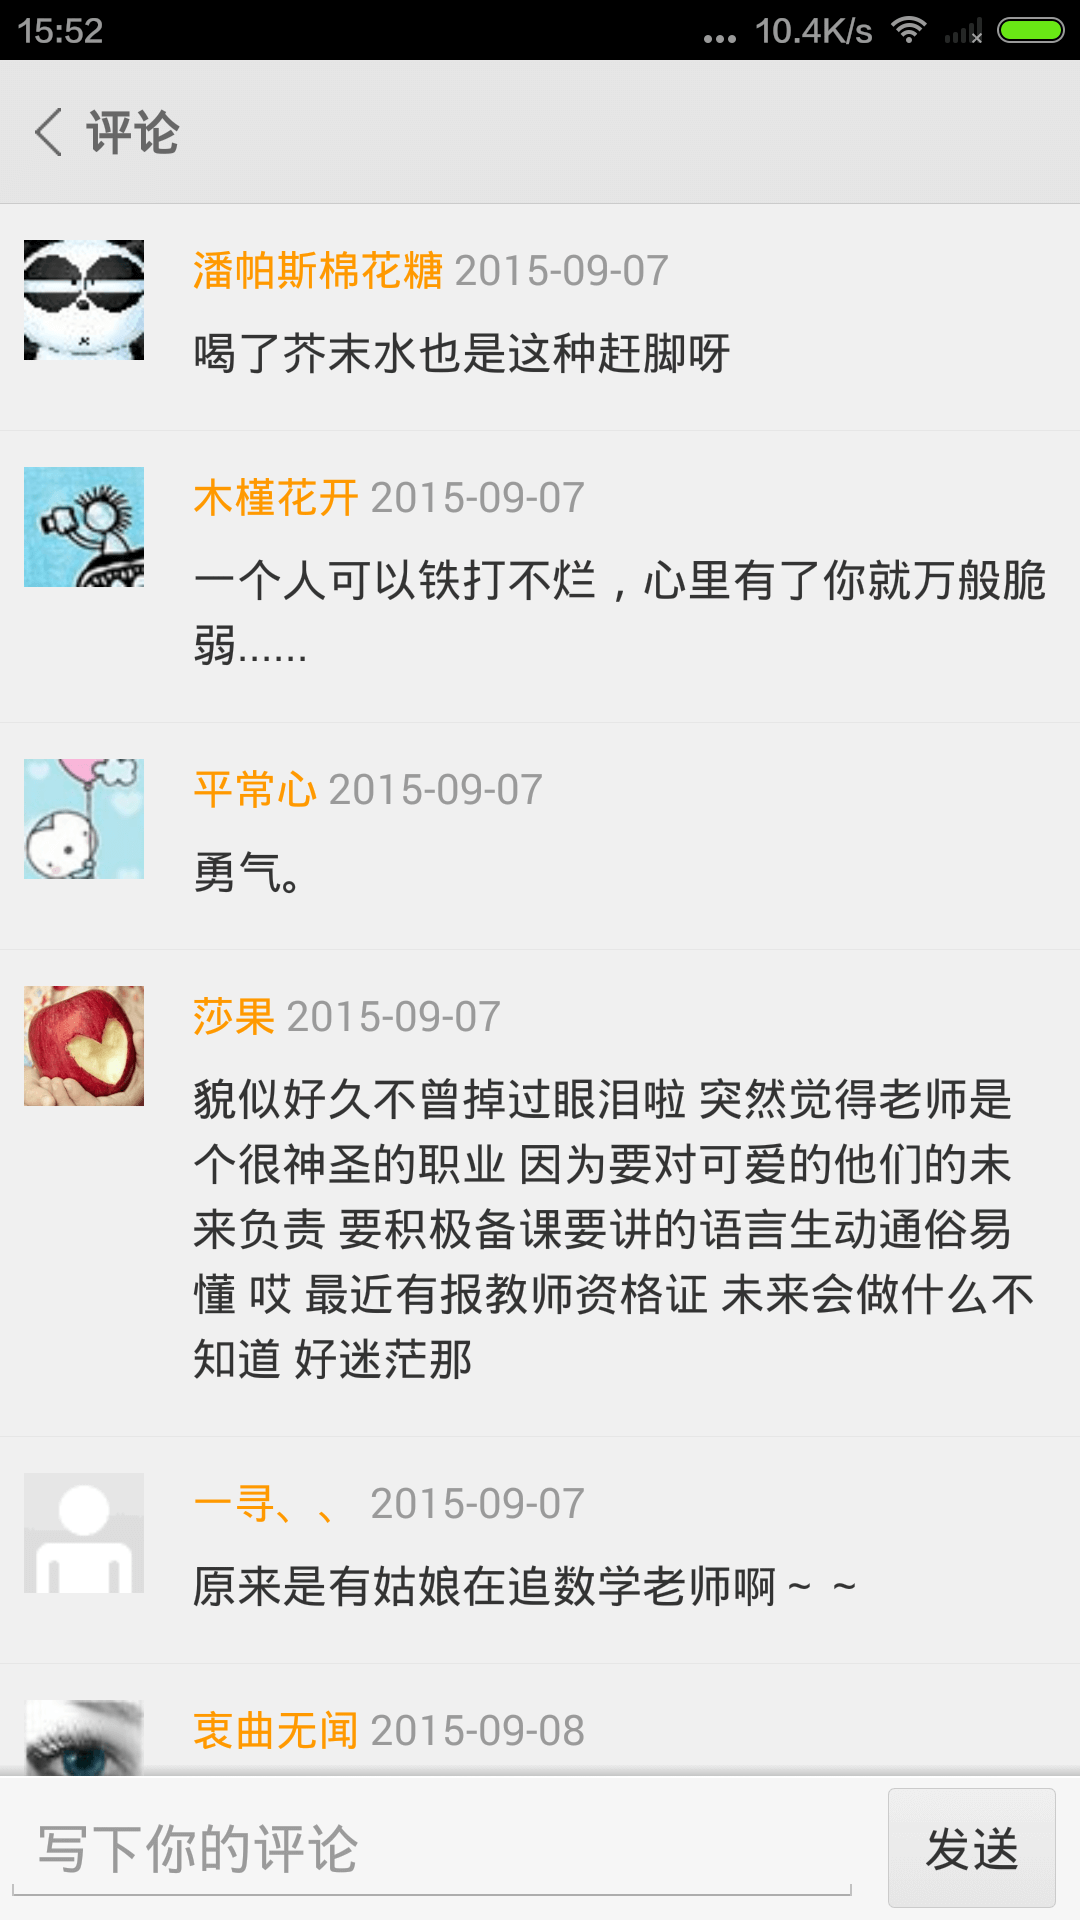 15:52
... 10.4K/s
评论
潘帕斯棉花糖 2015-09-07
喝了芥末水也是这种赶脚呀
木槿花开 2015-09-07
一个人可以铁打不烂，心里有了你就万般脆
弱......
平常心 2015-09-07
勇气。
莎果 2015-09-07
貌似好久不曾掉过眼泪啦 突然觉得老师是
个很神圣的职业 因为要对可爱的他们的未
来负责 要积极备课要讲的语言生动通俗易
懂 哎 最近有报教师资格证 未来会做什么不
知道 好迷茫那
一寻、、 2015-09-07
原来是有姑娘在追数学老师啊~ ~
衷曲无闻 2015-09-08
写下你的评论
发送